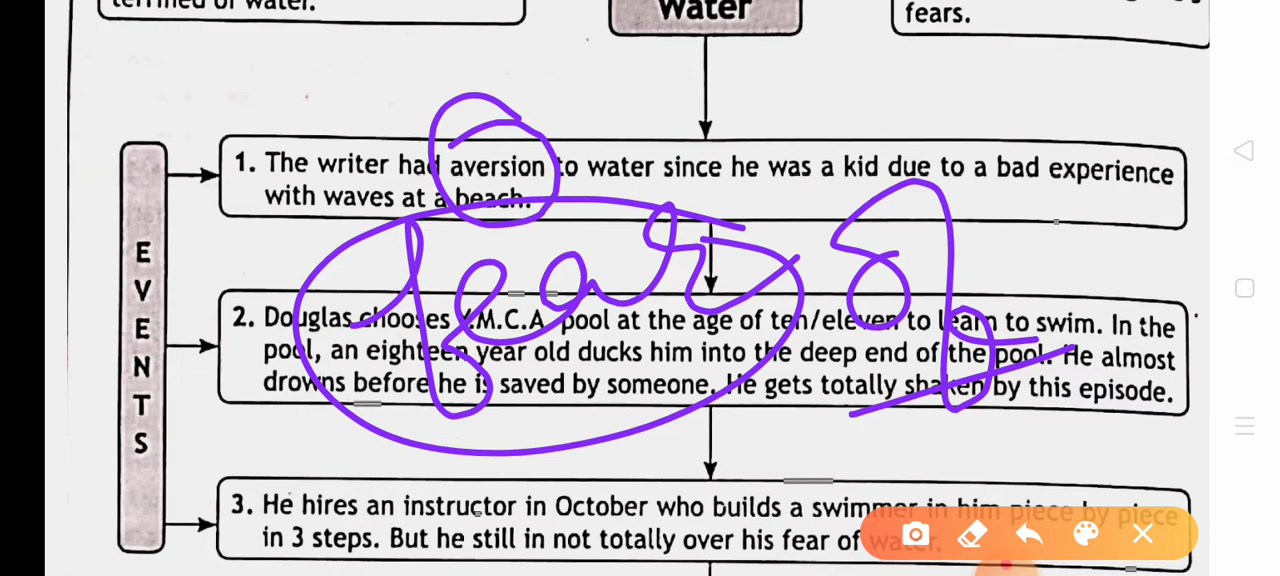 terrified of water.
Water
fears.
EVENTS
1. The writer had aversion to water since he was a kid due to a bad experience
with waves at a beach.
fear of
2. Douglas chooses Y.M.C.A. pool at the age of ten/eleven to learn to swim. In the
pool, an eighteen year old ducks him into the deep end of the pool. He almost
drowns before he is saved by someone. He gets totally shaken by this episode.
3. He hires an instructor in October who builds a swimmer in him piece by piece
in 3 steps. But he still in not totally over his fear of water.